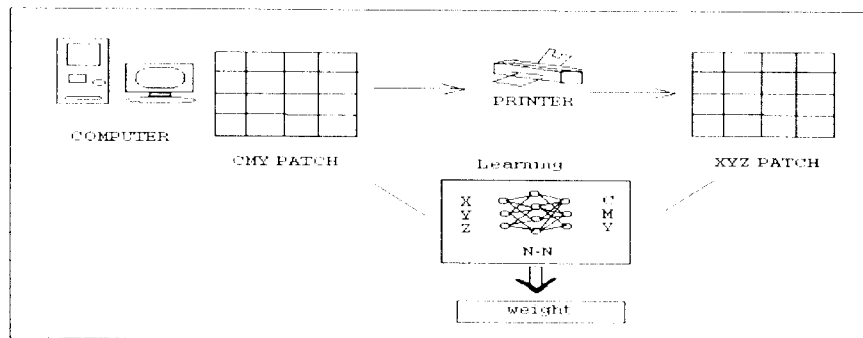 PRINTER
COMPUTER
CMY PATCH
XYZ PATCH
Learning
X
Y
Z
C
M
Y
N-N
weight